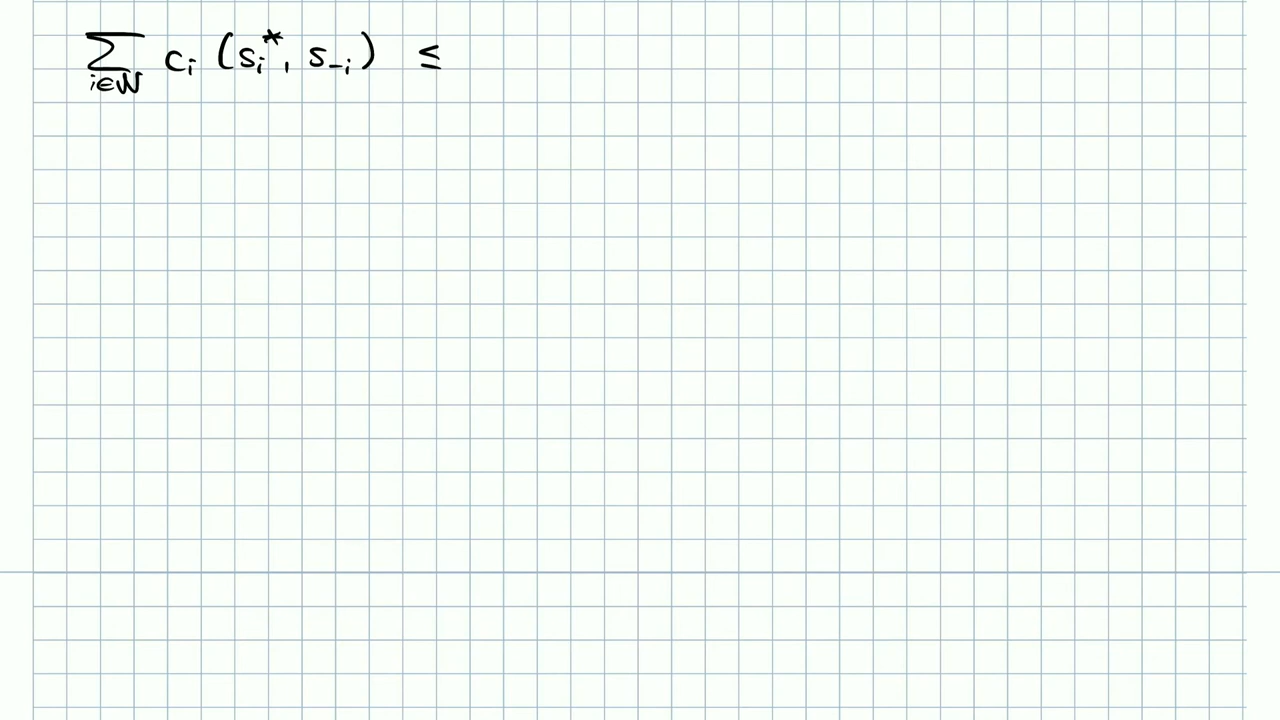 ∑_{i∈N} c_i (s_i^*, s_{-i}) ≤